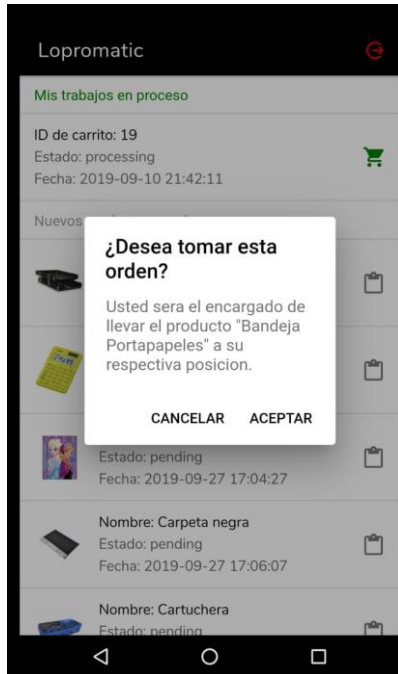 Lopromatic
Mis trabajos en proceso
ID de carrito: 19
Estado: processing
Fecha: 2019-09-10 21:42:11
Nuevos
¿Desea tomar esta
orden?
Usted sera el encargado de
llevar el producto "Bandeja
Portapapeles" a su
respectiva posicion.
CANCELAR ACEPTAR
Estado: pending
Fecha: 2019-09-27 17:04:27
Nombre: Carpeta negra
Estado: pending
Fecha: 2019-09-27 17:06:07
Nombre: Cartuchera
Estado: pending